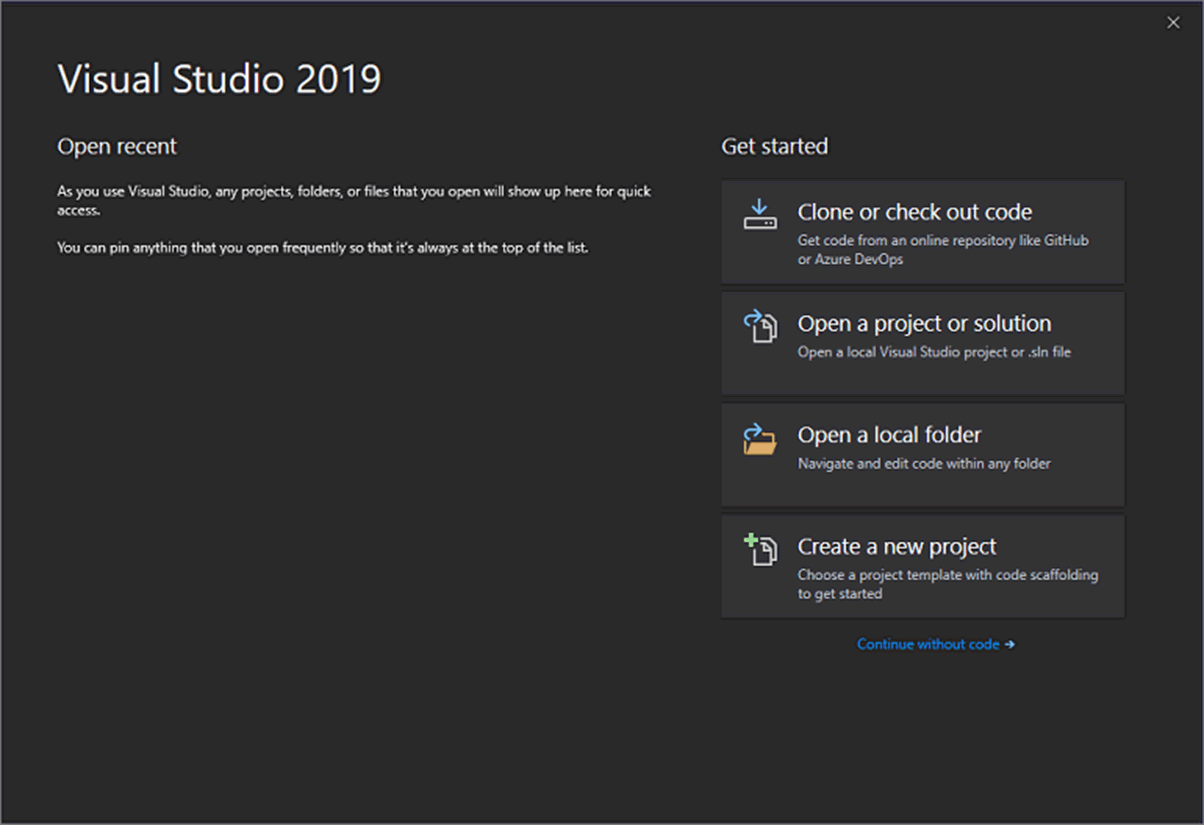 Visual Studio 2019
Open recent
As you use Visual Studio, any projects, folders, or files that you open will show up here for quick
access.
You can pin anything that you open frequently so that it's always at the top of the list.
Get started
Clone or check out code
Get code from an online repository like GitHub
or Azure DevOps
Open a project or solution
Open a local Visual Studio project or .sln file
Open a local folder
Navigate and edit code within any folder
Create a new project
Choose a project template with code scaffolding
to get started
Continue without code →